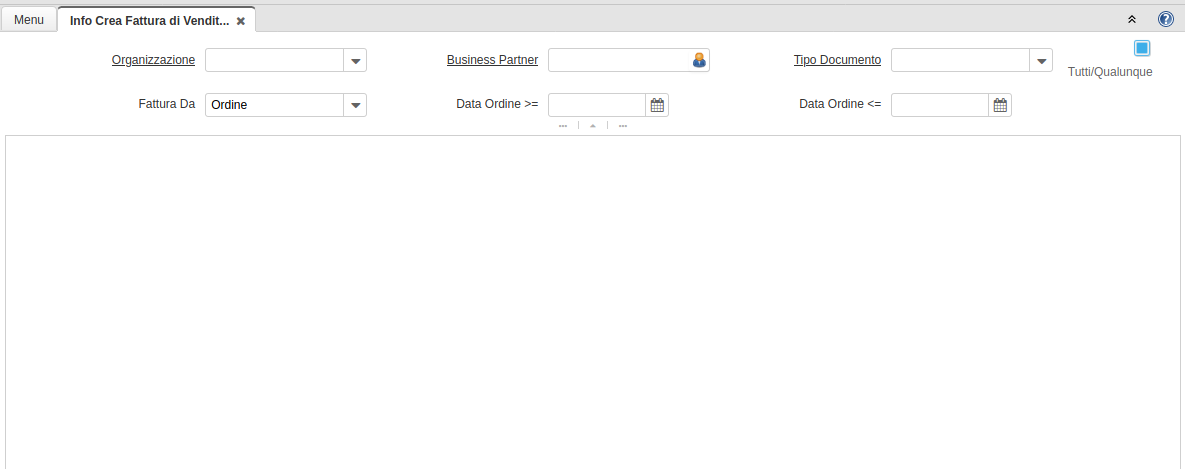 Menu
Info Crea Fattura di Vendit...
Organizzazione
Business Partner
Tipo Documento
Tutti/Qualunque
Fattura Da
Ordine
Data Ordine >=
Data Ordine <=